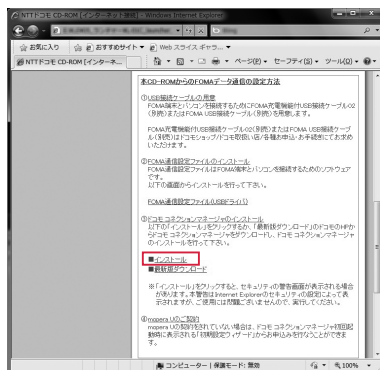 NTTドコモ CD-ROM [インターネット接続] - Windows Internet Explorer
お気に入り おすすめサイト Web スライス ギャラ...
NTTドコモ CD-ROM [インターネ... ページ(P) セーフティ(S) ツール(O)
本CD-ROMからのFOMAデータ通信の設定方法
①USB接続ケーブルの用意
FOMA端末とパソコンを接続するためにFOMA充電機能付USB接続ケーブル02
(別売)またはFOMA USB接続ケーブル(別売)を用意します。
FOMA充電機能付USB接続ケーブル02(別売)またはFOMA USB接続ケーブ
ル(別売)はドコモショップ/ドコモ取扱い店/各種お申込・お手続きにてお求め
いただけます。
②FOMA通信設定ファイルのインストール
FOMA通信設定ファイルはFOMA端末とパソコンを接続するためのソフトウェア
です。
以下の画面からインストールを行って下さい。
FOMA通信設定ファイル(USBドライバ)
③ドコモ コネクションマネージャのインストール
以下の「インストール」をクリックするか、「最新版ダウンロード」のドコモのHPか
らドコモ コネクションマネージャをダウンロードし、ドコモ コネクションマネージャ
のインストールを行って下さい。
■インストール
■最新版ダウンロード
※「インストール」をクリックすると、セキュリティの警告画面が表示される場合
があります。本警告はInternet Explorerのセキュリティの設定によって表
示されますが、ご使用には問題ございませんので、実行してください。
④mopera Uのご契約
mopera Uの契約をされていない場合は、ドコモ コネクションマネージャ初回起
動時に表示される「初期設定ウィザード」からお申込みを行なうことができま
す。
コンピューター | 保護モード: 無効 100%